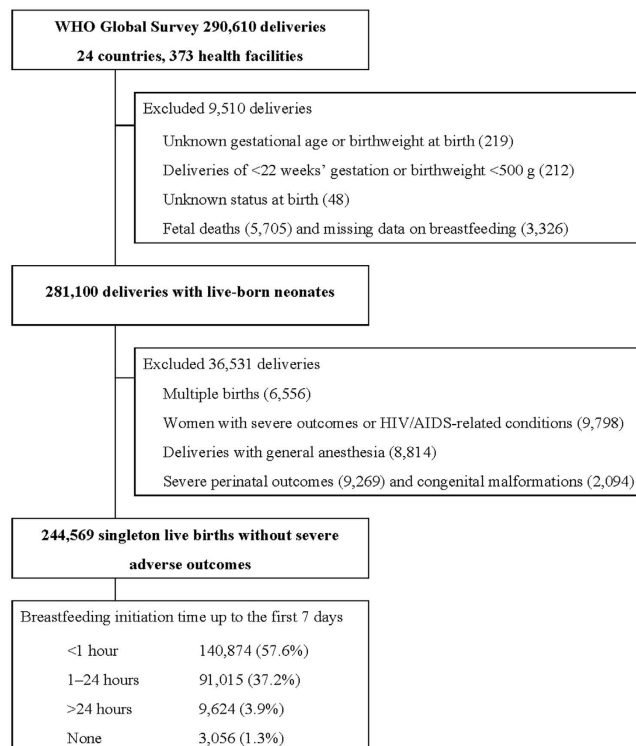 WHO Global Survey 290,610 deliveries
24 countries, 373 health facilities
Excluded 9,510 deliveries
Unknown gestational age or birthweight at birth (219)
Deliveries of <22 weeks’ gestation or birthweight <500 g (212)
Unknown status at birth (48)
Fetal deaths (5,705) and missing data on breastfeeding (3,326)
281,100 deliveries with live-born neonates
Excluded 36,531 deliveries
Multiple births (6,556)
Women with severe outcomes or HIV/AIDS-related conditions (9,798)
Deliveries with general anesthesia (8,814)
Severe perinatal outcomes (9,269) and congenital malformations (2,094)
244,569 singleton live births without severe
adverse outcomes
Breastfeeding initiation time up to the first 7 days
<1 hour 140,874 (57.6%)
1–24 hours 91,015 (37.2%)
>24 hours 9,624 (3.9%)
None 3,056 (1.3%)